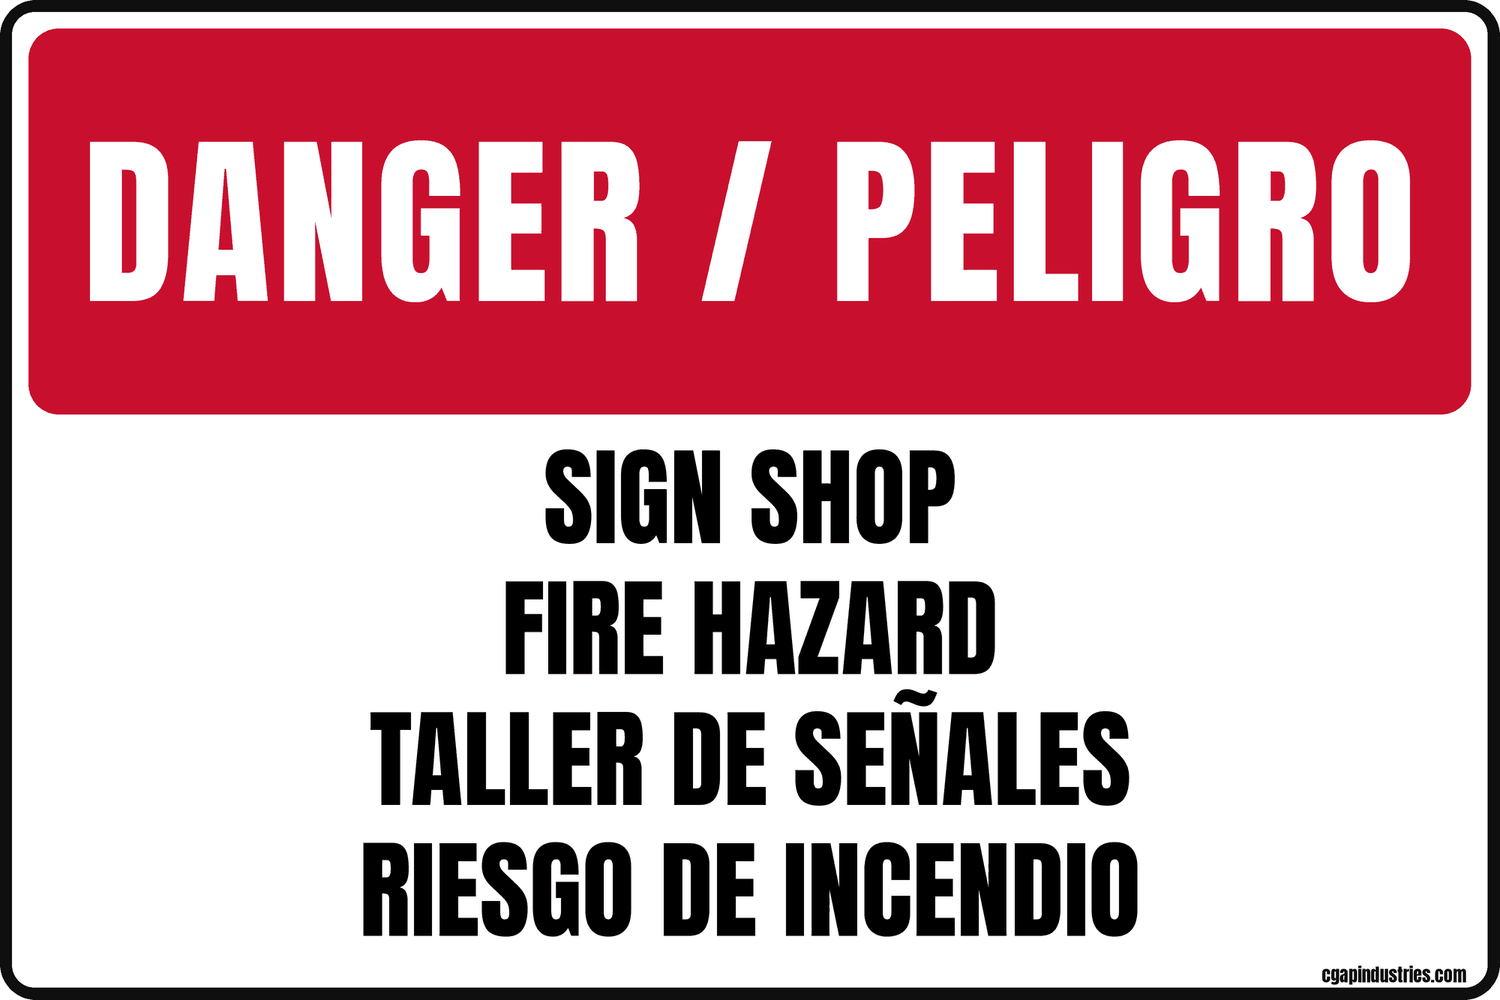 DANGER / PELIGRO
SIGN SHOP
FIRE HAZARD
TALLER DE SEÑALES
RIESGO DE INCENDIO
cgapindustries.com